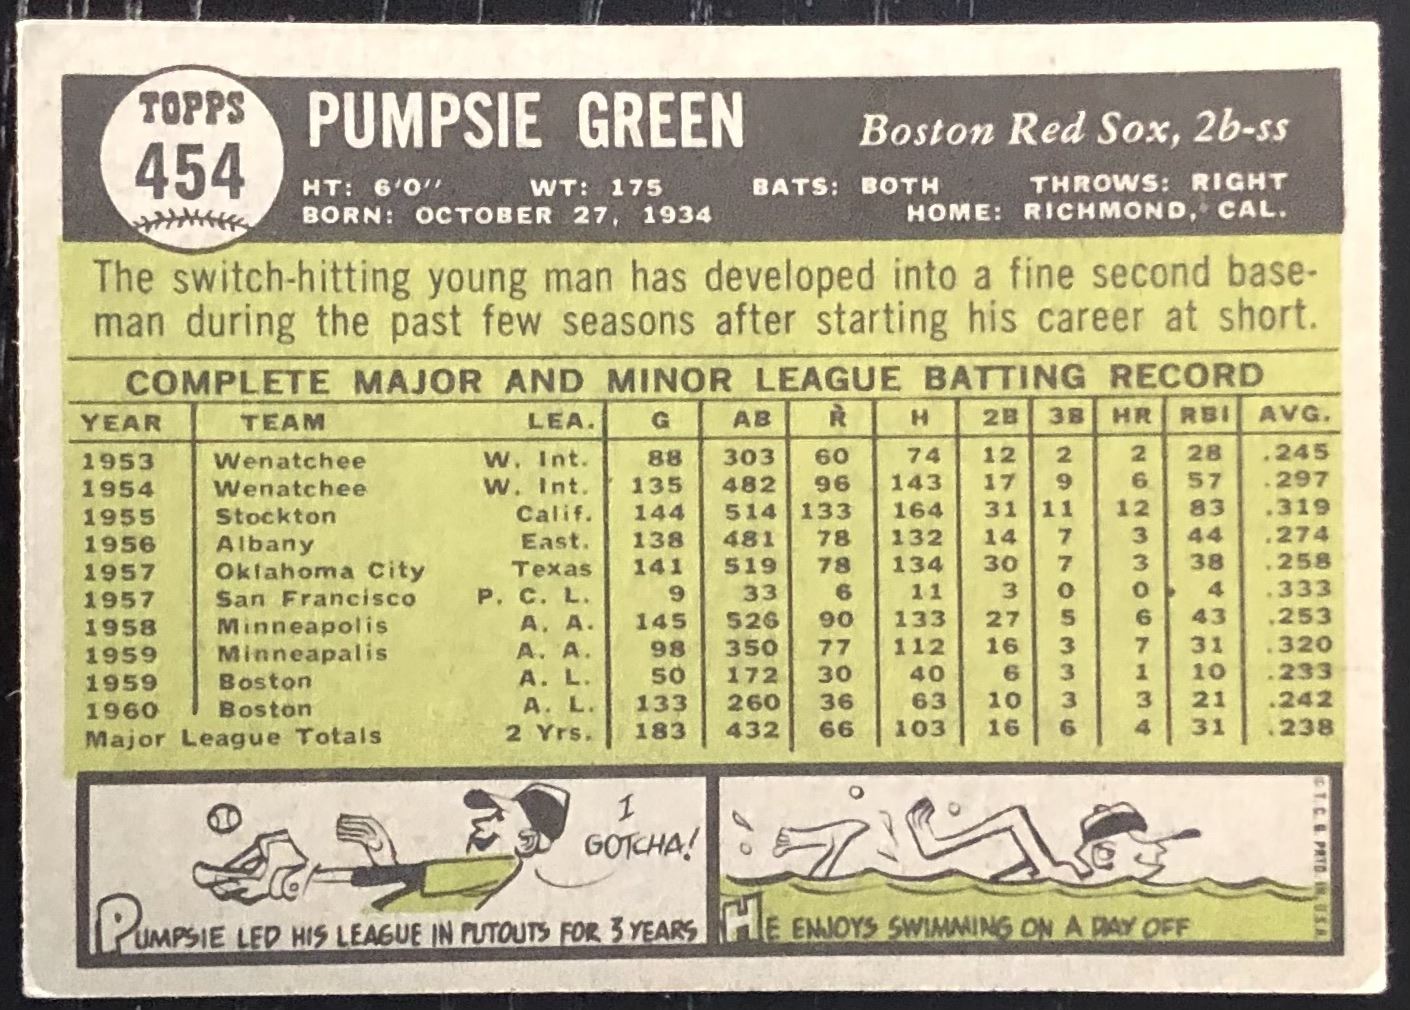 TOPPS
454
PUMPSIE GREEN
Boston Red Sox, 2b-ss
HT: 6'0'' WT: 175 BATS: BOTH THROWS: RIGHT
BORN: OCTOBER 27, 1934 HOME: RICHMOND, CAL.
The switch-hitting young man has developed into a fine second base-
man during the past few seasons after starting his career at short.
COMPLETE MAJOR AND MINOR LEAGUE BATTING RECORD
YEAR TEAM LEA. G AB R H 2B 3B HR RBI AVG.
1953 Wenatchee W. Int. 88 303 60 74 12 2 2 28 .245
1954 Wenatchee W. Int. 135 482 96 143 17 9 6 57 .297
1955 Stockton Calif. 144 514 133 164 31 11 12 83 .319
1956 Albany East. 138 481 78 132 14 7 3 44 .274
1957 Oklahoma City Texas 141 519 78 134 30 7 3 38 .258
1957 San Francisco P. C. L. 9 33 6 11 3 0 0 4 .333
1958 Minneapolis A. A. 145 526 90 133 27 5 6 43 .253
1959 Minneapalis A. A. 98 350 77 112 16 3 7 31 .320
1959 Boston A. L. 50 172 30 40 6 3 1 10 .233
1960 Boston A. L. 133 260 36 63 10 3 3 21 .242
Major League Totals 2 Yrs. 183 432 66 103 16 6 4 31 .238
I
GOTCHA!
PUMPSIE LED HIS LEAGUE IN PUTOUTS FOR 3 YEARS
HE ENJOYS SWIMMING ON A DAY OFF
© T. C. G. PRTD. IN U.S.A.